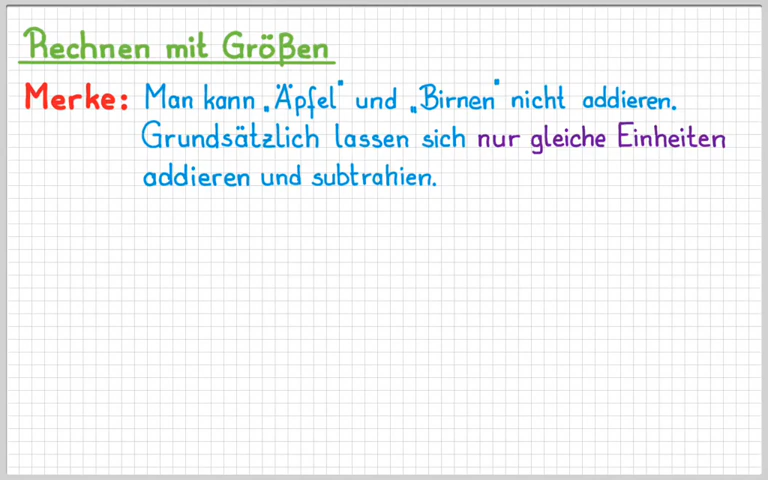 Rechnen mit Größen
Merke: Man kann „Äpfel“ und „Birnen“ nicht addieren.
Grundsätzlich lassen sich nur gleiche Einheiten
addieren und subtrahien.